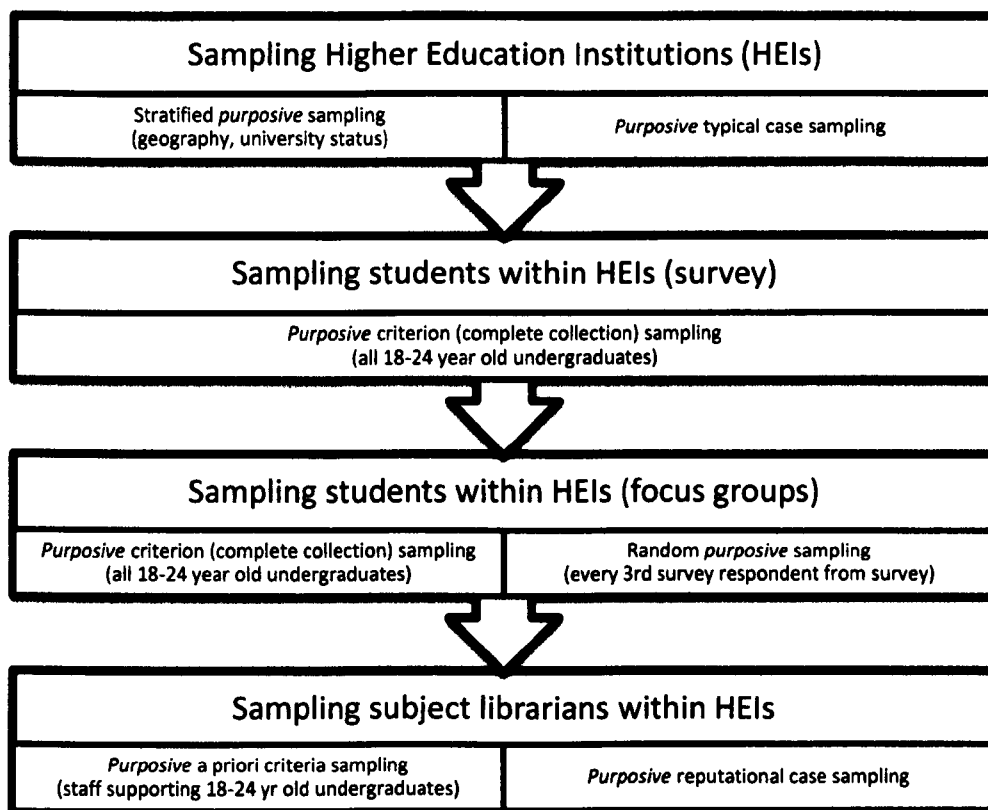 Sampling Higher Education Institutions (HEIs)
Stratified purposive sampling
(geography, university status)
Purposive typical case sampling
Sampling students within HEIs (survey)
Purposive criterion (complete collection) sampling
(all 18-24 year old undergraduates)
Sampling students within HEIs (focus groups)
Purposive criterion (complete collection) sampling
(all 18-24 year old undergraduates)
Random purposive sampling
(every 3rd survey respondent from survey)
Sampling subject librarians within HEIs
Purposive a priori criteria sampling
(staff supporting 18-24 yr old undergraduates)
Purposive reputational case sampling